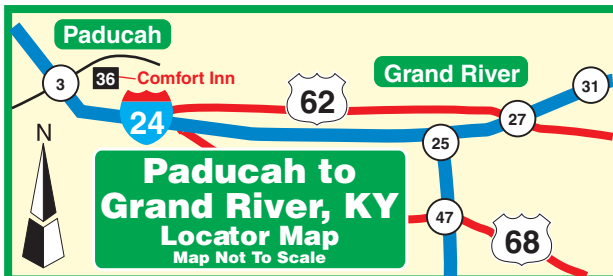 Paducah
3
36
Comfort Inn
24
62
Grand River
31
27
25
N
Paducah to
Grand River, KY
Locator Map
Map Not To Scale
47
68